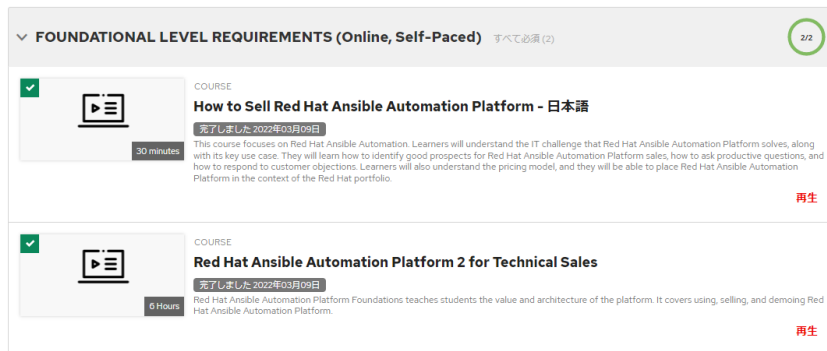 FOUNDATIONAL LEVEL REQUIREMENTS (Online, Self-Paced) すべて必須 (2)
2/2
COURSE
How to Sell Red Hat Ansible Automation Platform - 日本語
完了しました 2022年03月09日
30 minutes
This course focuses on Red Hat Ansible Automation. Learners will understand the IT challenge that Red Hat Ansible Automation Platform solves, along
with its key use case. They will learn how to identify good prospects for Red Hat Ansible Automation Platform sales, how to ask productive questions, and
how to respond to customer objections. Learners will also understand the pricing model, and they will be able to place Red Hat Ansible Automation
Platform in the context of the Red Hat portfolio.
再生
COURSE
Red Hat Ansible Automation Platform 2 for Technical Sales
完了しました 2022年03月09日
6 Hours
Red Hat Ansible Automation Platform Foundations teaches students the value and architecture of the platform. It covers using, selling, and demoing Red
Hat Ansible Automation Platform.
再生